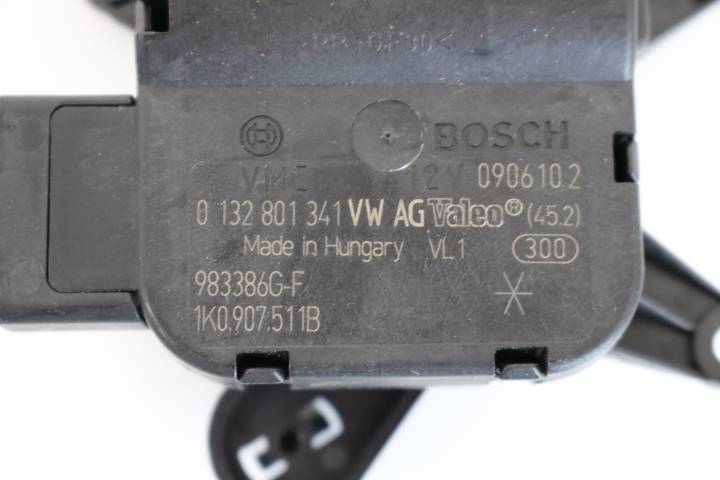 BOSCH
12V 090610 2
0 132 801 341 VW AG Valeo® (45.2)
Made in Hungary VL1 300
983386G-F
1K0.907.511B